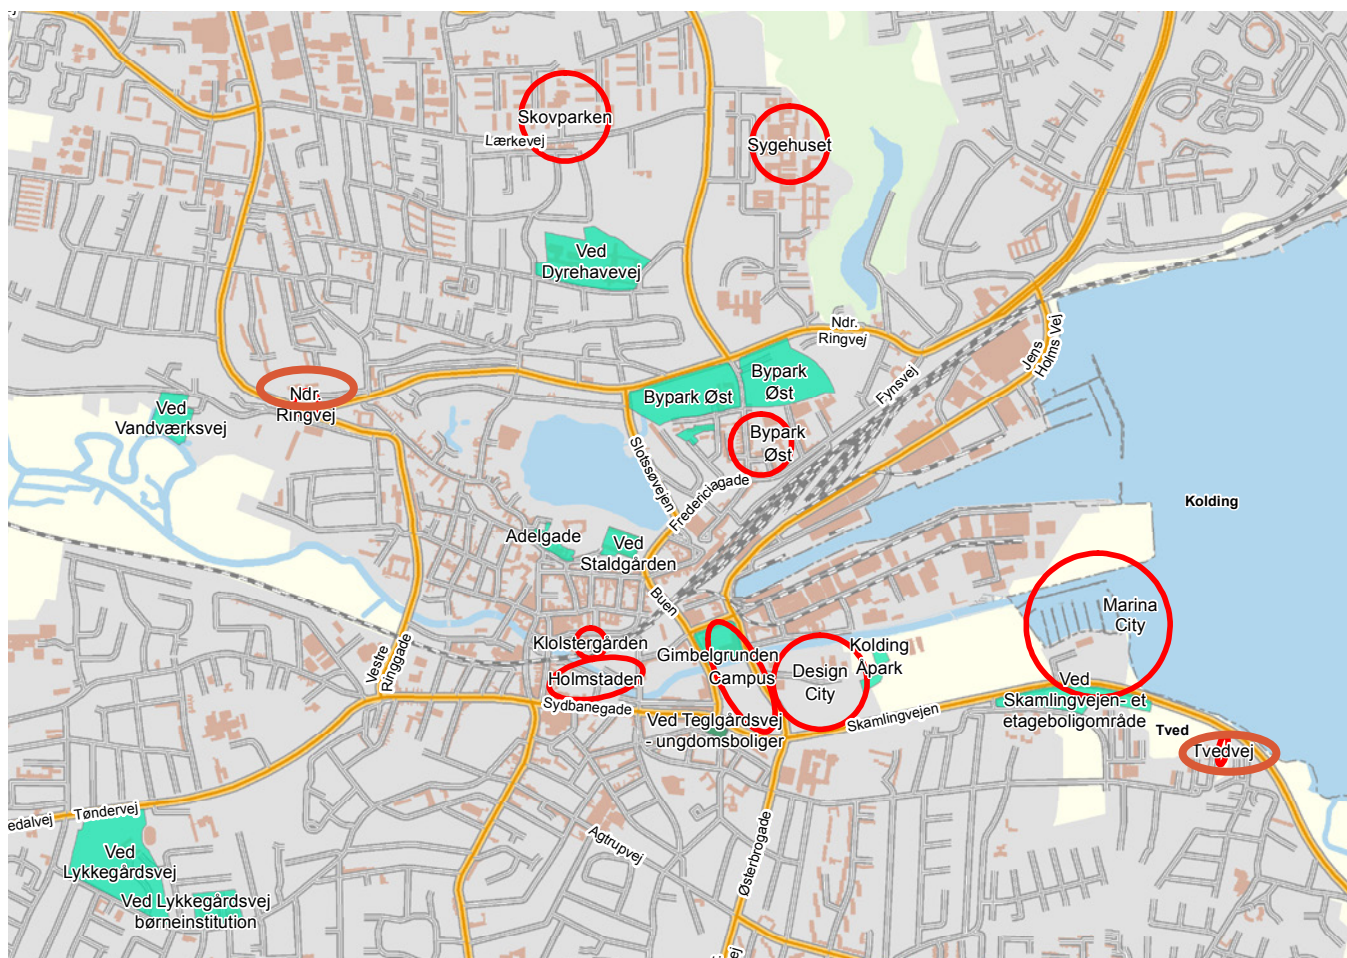 Skovparken
Lærkevej
Sygehuset
Ved
Dyrehavevej
Ndr.
Ringvej
Jens
Holms Vej
Fynsvej
Bypark
Øst
Bypark Øst
Ndr.
Ringvej
Ved
Vandværksvej
Bypark
Øst
Slotssøvejen
Fredericiagade
Kolding
Adelgade
Ved
Staldgården
Buen
Marina
City
Klolstergården
Gimbelgrunden
Campus
Kolding
Åpark
Design
City
Vestre
Ringgade
Holmstaden
Sydbanegade
Ved Teglgårdsvej
- ungdomsboliger
Skamlingvejen
Ved
Skamlingvejen- et
etageboligområde
Tved
Tvedvej
edalvej
Tøndervej
Agtrupvej
Østerbrogade
Ved
Lykkegårdsvej
Ved Lykkegårdsvej
børneinstitution